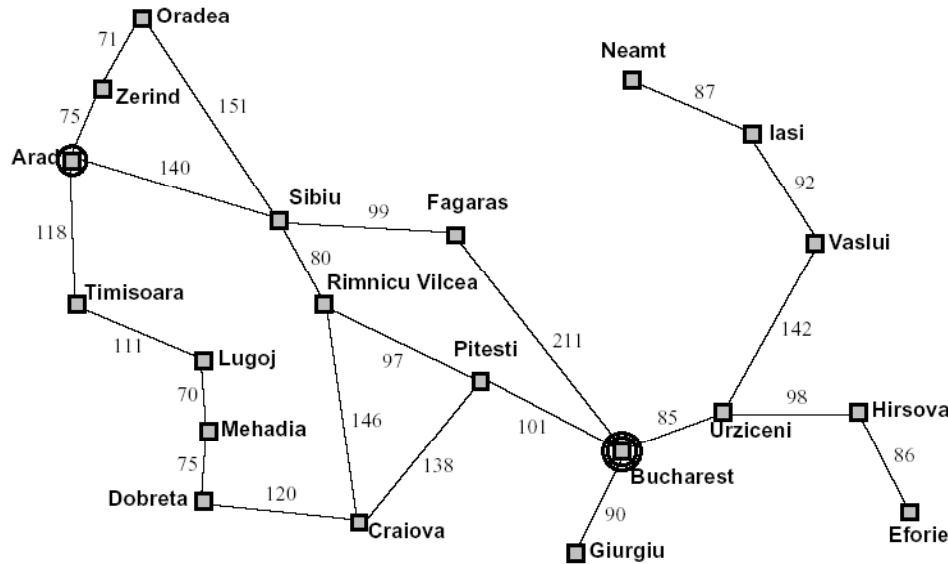 Oradea
71
Neamt
Zerind
87
151
75
Iasi
Arad
140
92
Sibiu
Fagaras
99
118
Vaslui
80
Timisoara
Rimnicu Vilcea
142
111
Lugoj
97
Pitesti
211
70
98
Hirsova
Mehadia
146
101
85
Urziceni
75
138
86
Bucharest
Dobreta
120
90
Craiova
Eforie
Giurgiu